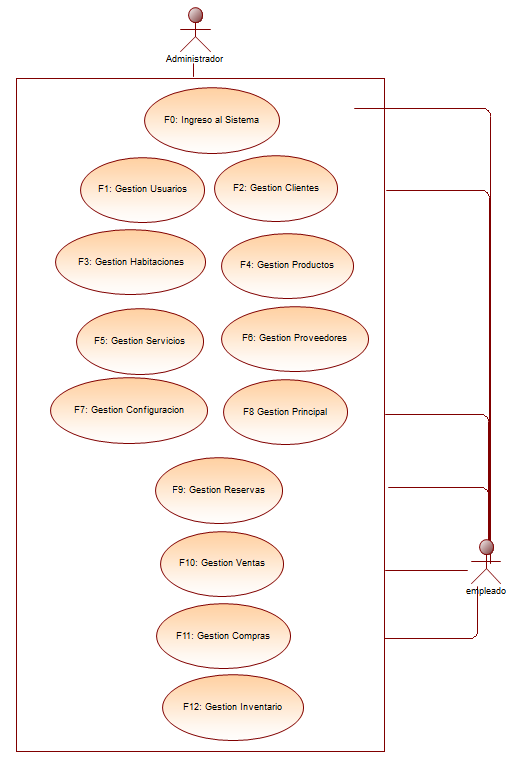 Administrador
F0: Ingreso al Sistema
F1: Gestion Usuarios
F2: Gestion Clientes
F3: Gestion Habitaciones
F4: Gestion Productos
F5: Gestion Servicios
F6: Gestion Proveedores
F7: Gestion Configuracion
F8 Gestion Principal
F9: Gestion Reservas
F10: Gestion Ventas
empleado
F11: Gestion Compras
F12: Gestion Inventario